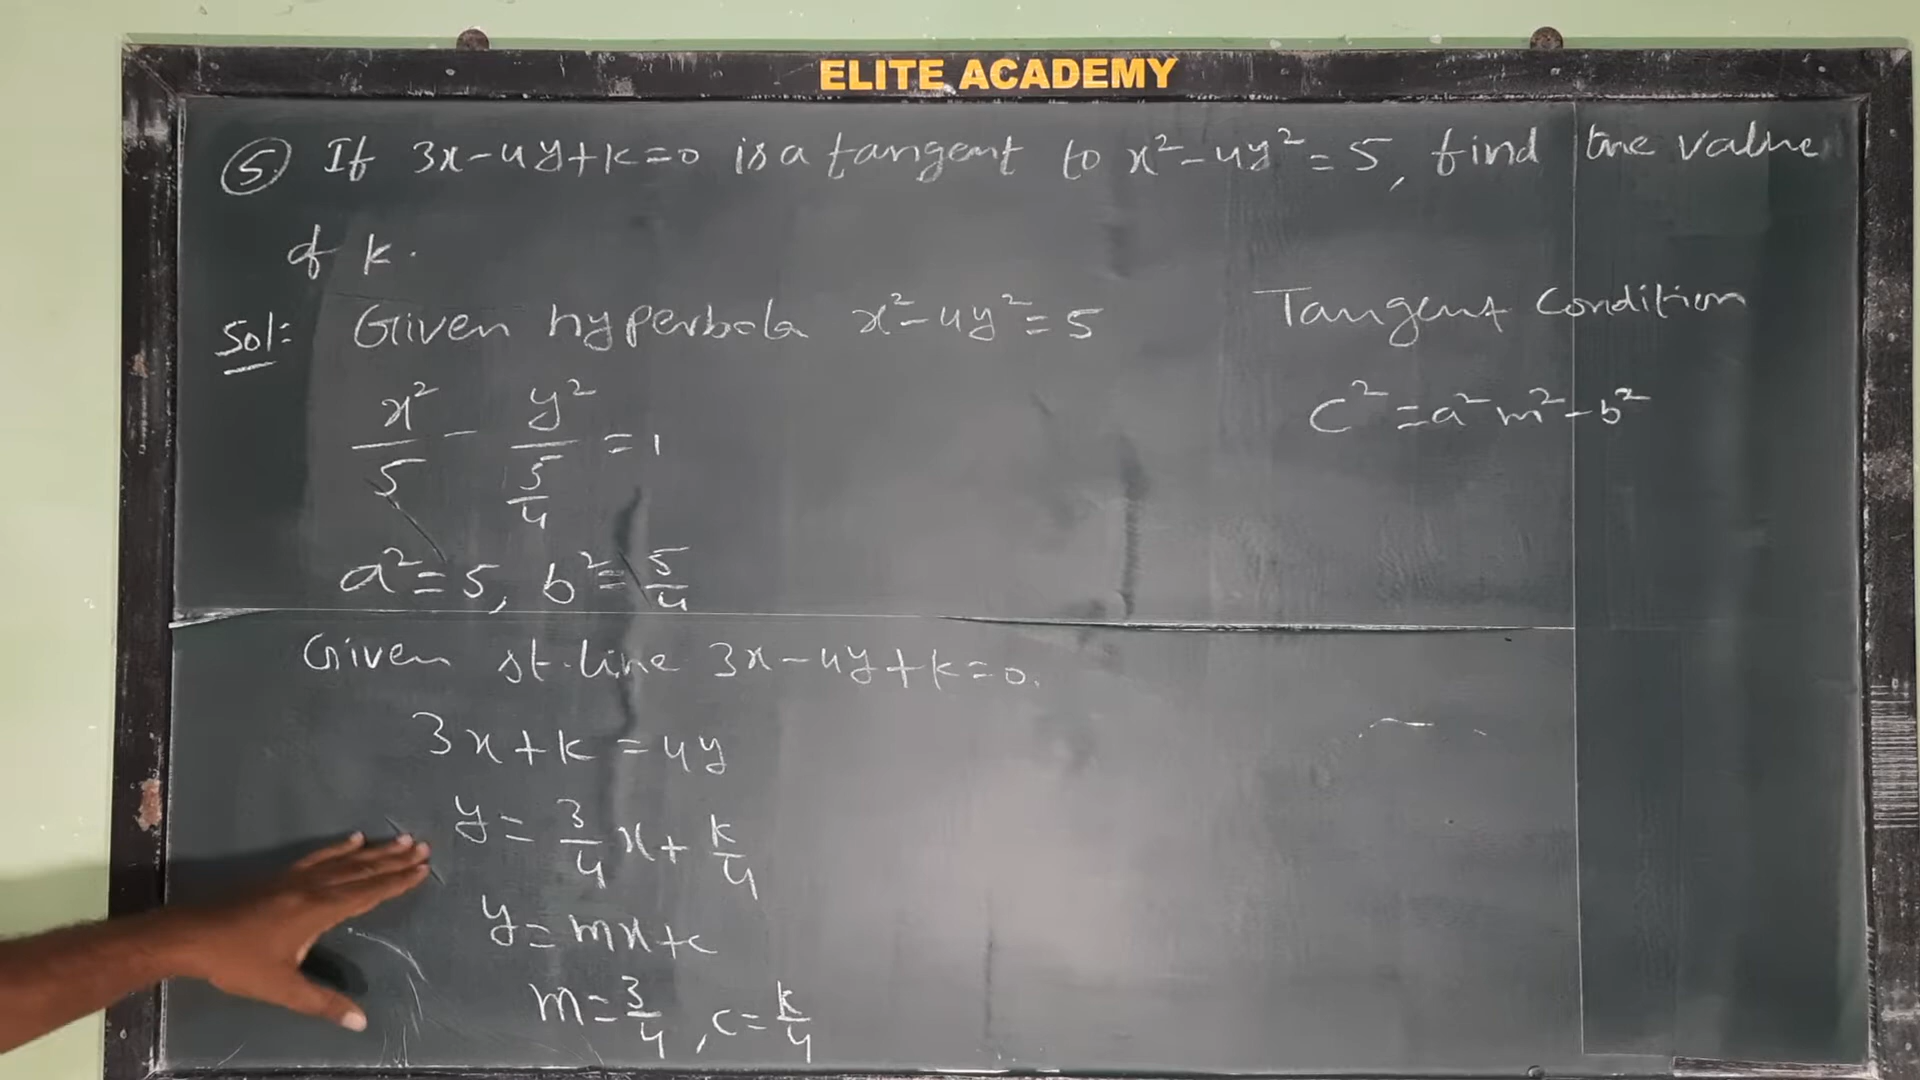 ELITE ACADEMY
⑤ If 3x-4y+k=0 is a tangent to x²-4y²=5, find the value
of k.
Sol: Given hyperbola x²-4y²=5
Tangent Condition
c²=a²m²-b²
x²/5 - y²/(5/4) = 1
a²=5, b²=5/4
Given st.line 3x-4y+k=0.
3x+k=4y
y=3/4x+k/4
y=mx+c
m=3/4, c=k/4